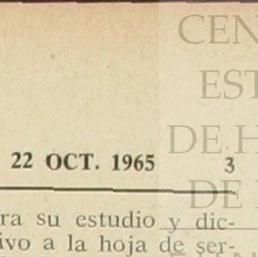 CEN
EST
DE H
22 OCT. 1965 3
DE
ra su estudio y dic-
ivo a la hoja de ser-